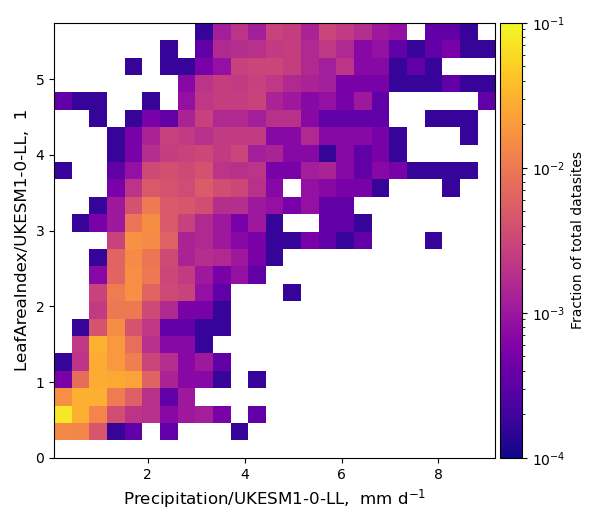 LeafAreaIndex/UKESM1-0-LL, 1
5
4
3
2
1
0
2 4 6 8
Precipitation/UKESM1-0-LL, mm d⁻¹
10⁻¹
10⁻²
10⁻³
10⁻⁴
Fraction of total datasites